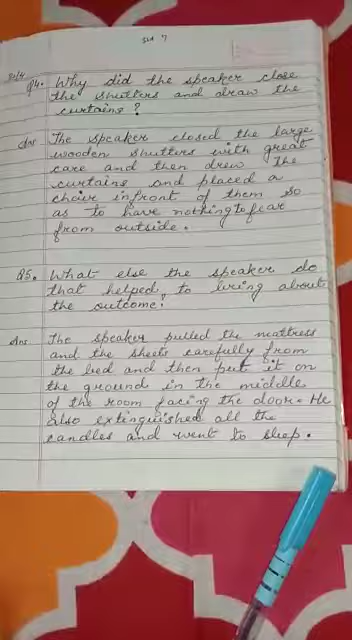 Q4. Why did the speaker close
the shutters and draw the
curtains?
Ans The speaker closed the large
wooden shutters with great
care and then drew the
curtains and placed a
chair infront of them so
as to have nothing to fear
from outside.
Q5. What else the speaker do
that helped to bring about
the outcome?
Ans The speaker pulled the mattress
and the sheets carefully from
the bed and then put it on
the ground in the middle
of the room facing the door. He
also extinguished all the
candles and went to sleep.